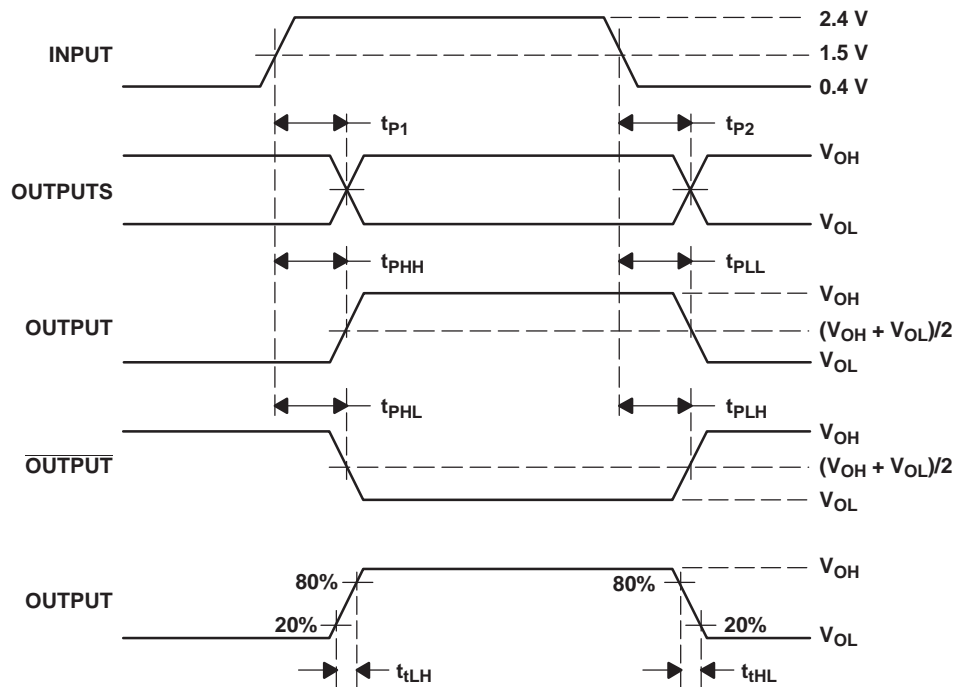 2.4 V
INPUT
1.5 V
0.4 V
tP1
tP2
VOH
OUTPUTS
VOL
tPHH
tPLL
VOH
OUTPUT
(VOH + VOL)/2
VOL
tPHL
tPLH
VOH
OUTPUT
(VOH + VOL)/2
VOL
VOH
80%
80%
OUTPUT
20%
20%
VOL
ttLH
ttHL